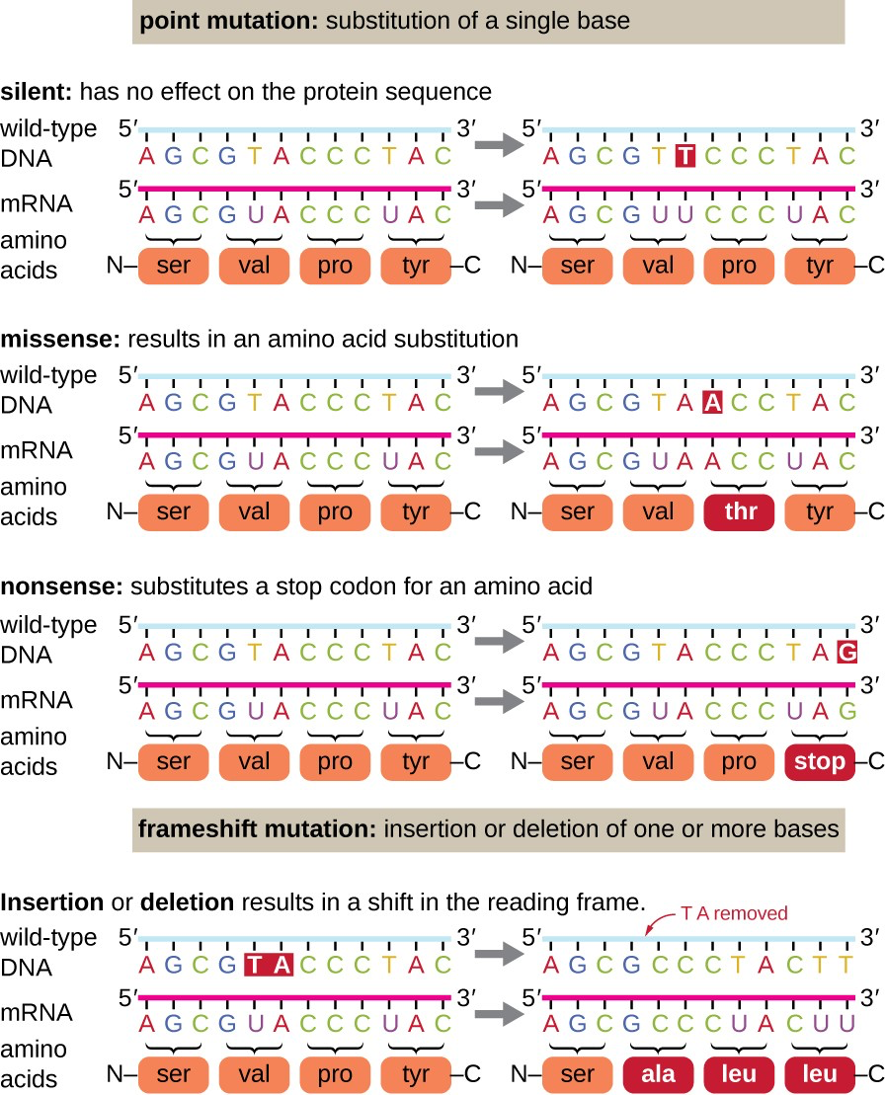 point mutation: substitution of a single base
silent: has no effect on the protein sequence
wild-type DNA 5′ A G C G T A C C C T A C 3′ 5′ A G C G T T C C C T A C 3′
mRNA 5′ A G C G U A C C C U A C 5′ A G C G U U C C C U A C
amino acids N– ser val pro tyr –C N– ser val pro tyr –C
missense: results in an amino acid substitution
wild-type DNA 5′ A G C G T A C C C T A C 3′ 5′ A G C G T A A C C T A C 3′
mRNA 5′ A G C G U A C C C U A C 5′ A G C G U A A C C U A C
amino acids N– ser val pro tyr –C N– ser val thr tyr –C
nonsense: substitutes a stop codon for an amino acid
wild-type DNA 5′ A G C G T A C C C T A C 3′ 5′ A G C G T A C C C T A G 3′
mRNA 5′ A G C G U A C C C U A C 5′ A G C G U A C C C U A G
amino acids N– ser val pro tyr –C N– ser val pro stop –C
frameshift mutation: insertion or deletion of one or more bases
Insertion or deletion results in a shift in the reading frame.
T A removed
wild-type DNA 5′ A G C G T A C C C T A C 3′ 5′ A G C G C C C T A C T T 3′
mRNA 5′ A G C G U A C C C U A C 3′ 5′ A G C G C C C U A C U U 3′
amino acids N– ser val pro tyr –C N– ser ala leu leu –C